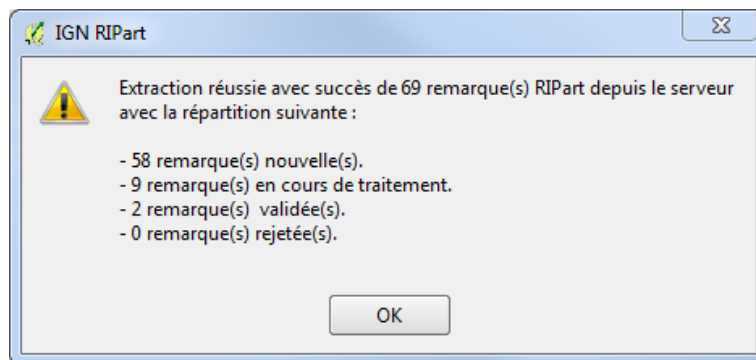 IGN RIPart
Extraction réussie avec succès de 69 remarque(s) RIPart depuis le serveur
avec la répartition suivante :
- 58 remarque(s) nouvelle(s).
- 9 remarque(s) en cours de traitement.
- 2 remarque(s)  validée(s).
- 0 remarque(s) rejetée(s).
OK